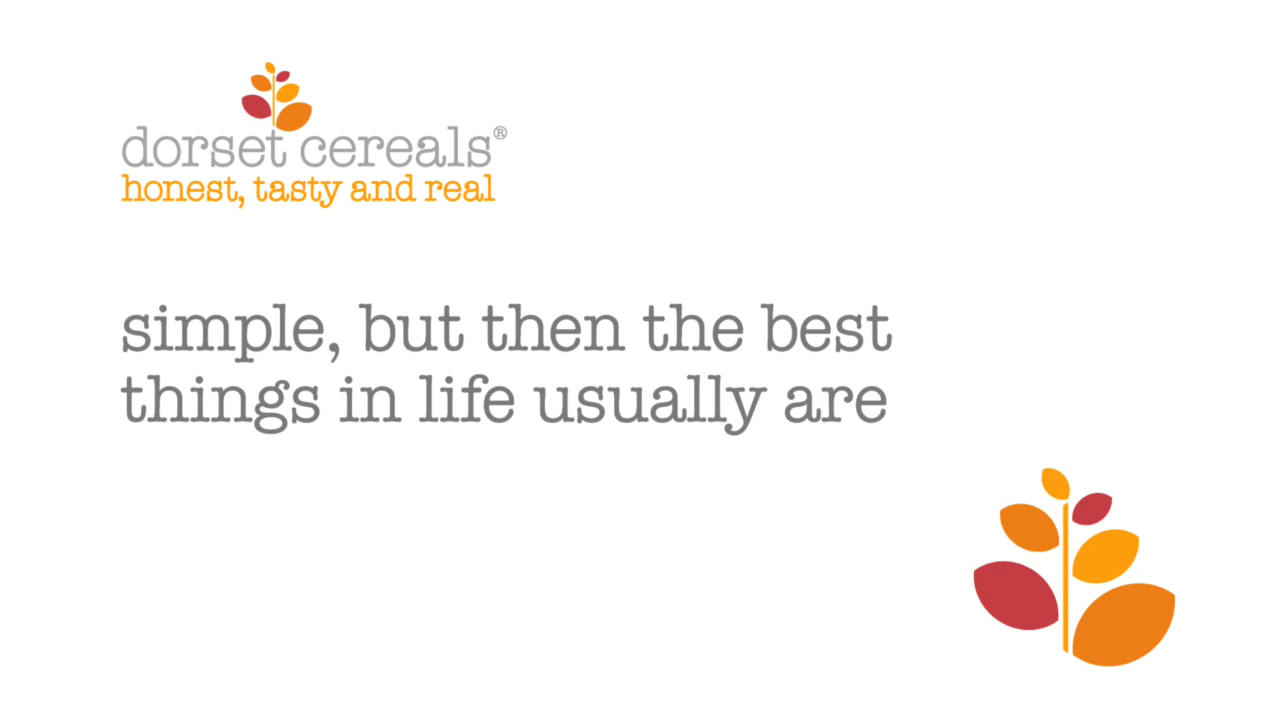 dorset cereals®
honest, tasty and real
simple, but then the best
things in life usually are